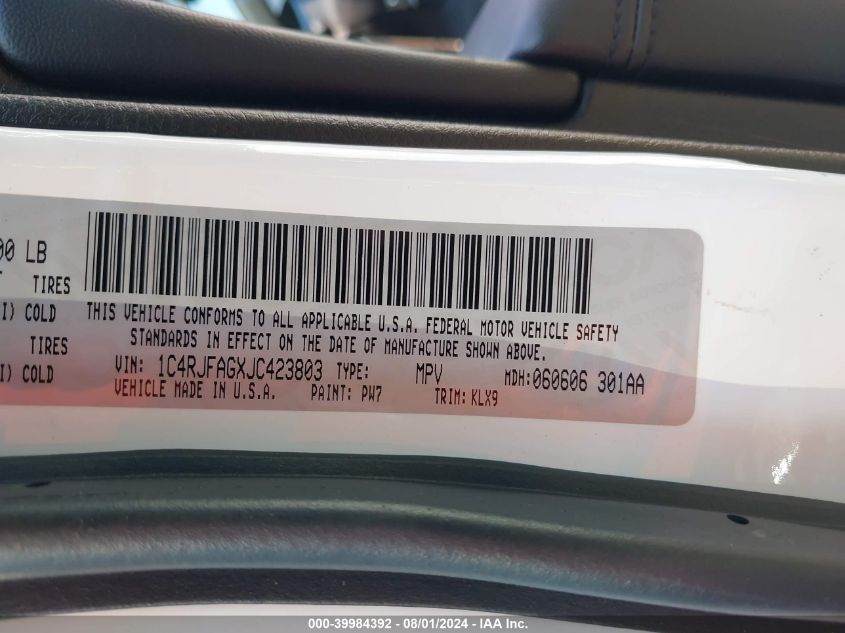 00 LB
TIRES
I) COLD
TIRES
I) COLD
THIS VEHICLE CONFORMS TO ALL APPLICABLE U.S.A. FEDERAL MOTOR VEHICLE SAFETY
STANDARDS IN EFFECT ON THE DATE OF MANUFACTURE SHOWN ABOVE.
VIN: 1C4RJFAGXJC423803 TYPE: MPV MDH:060606 301AA
VEHICLE MADE IN U.S.A. PAINT: PW7 TRIM: KLX9
000-39984392 - 08/01/2024 - IAA Inc.